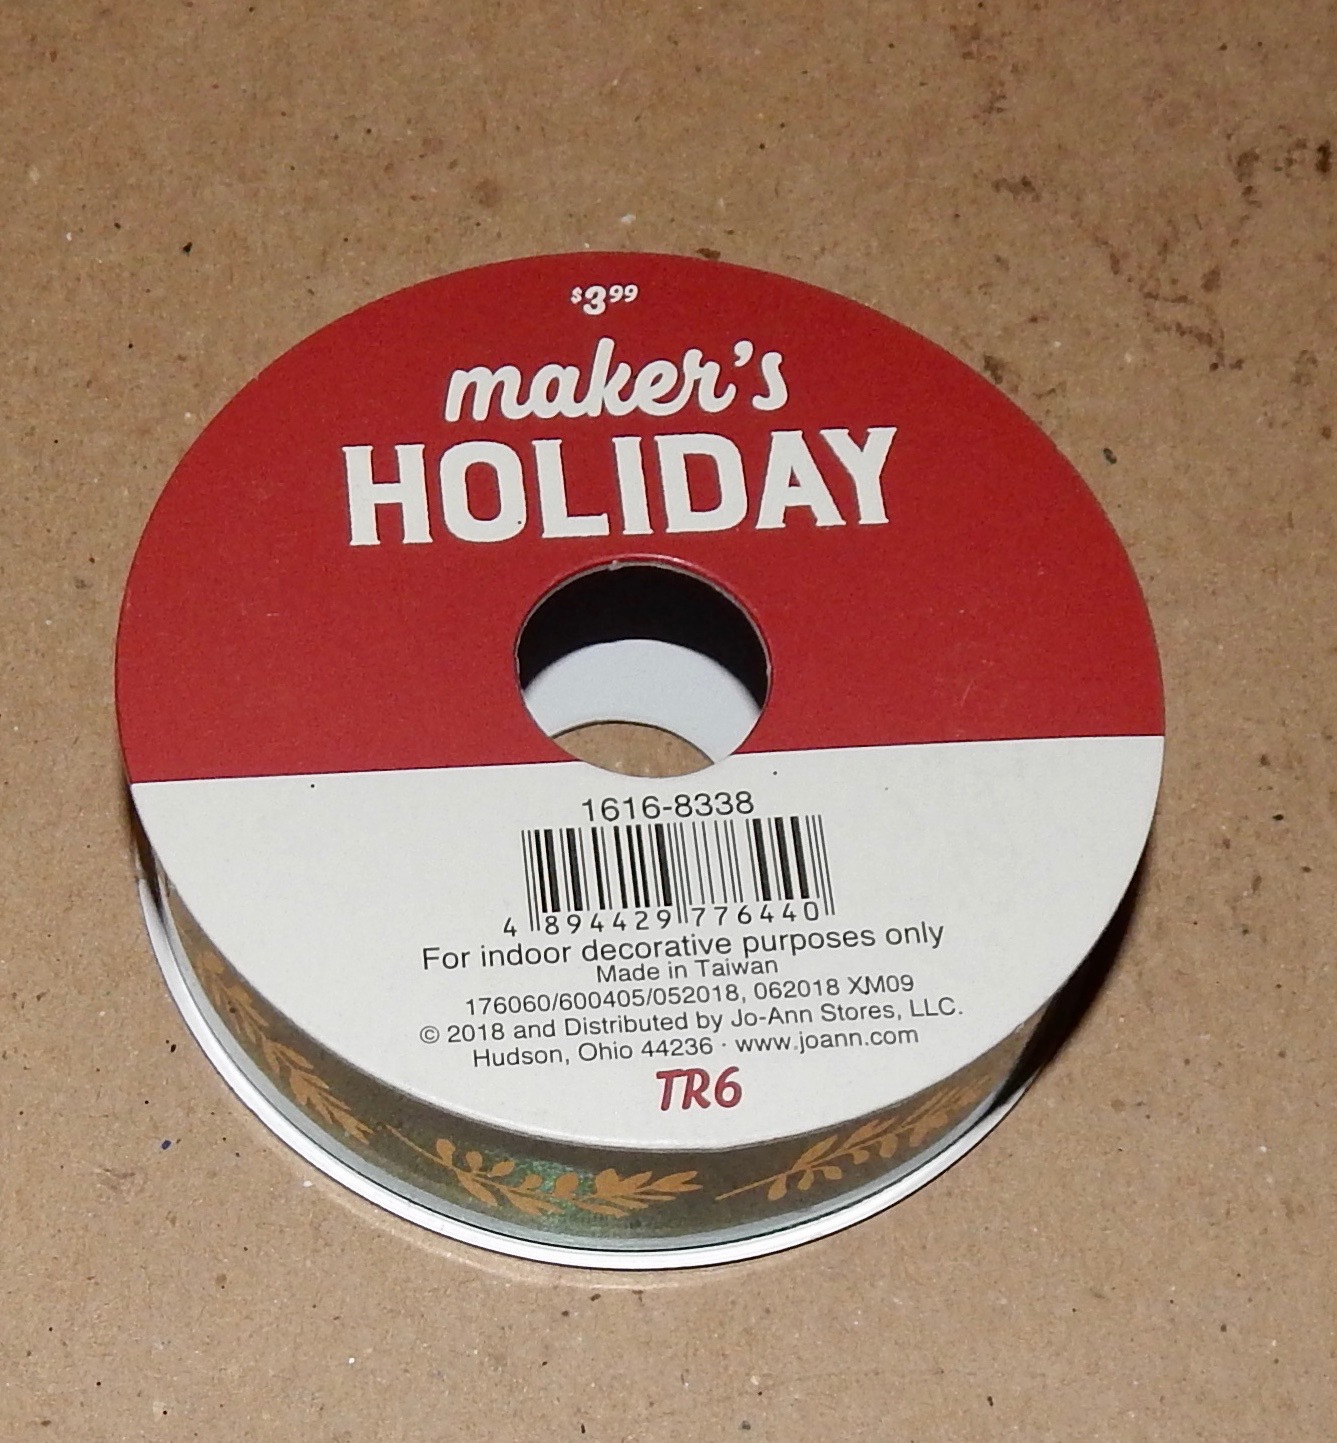 $3.99
maker's
HOLIDAY
1616-8338
4 894429 776440
For indoor decorative purposes only
Made in Taiwan
176060/600405/052018, 062018 XM09
© 2018 and Distributed by Jo-Ann Stores, LLC.
Hudson, Ohio 44236 · www.joann.com
TR6